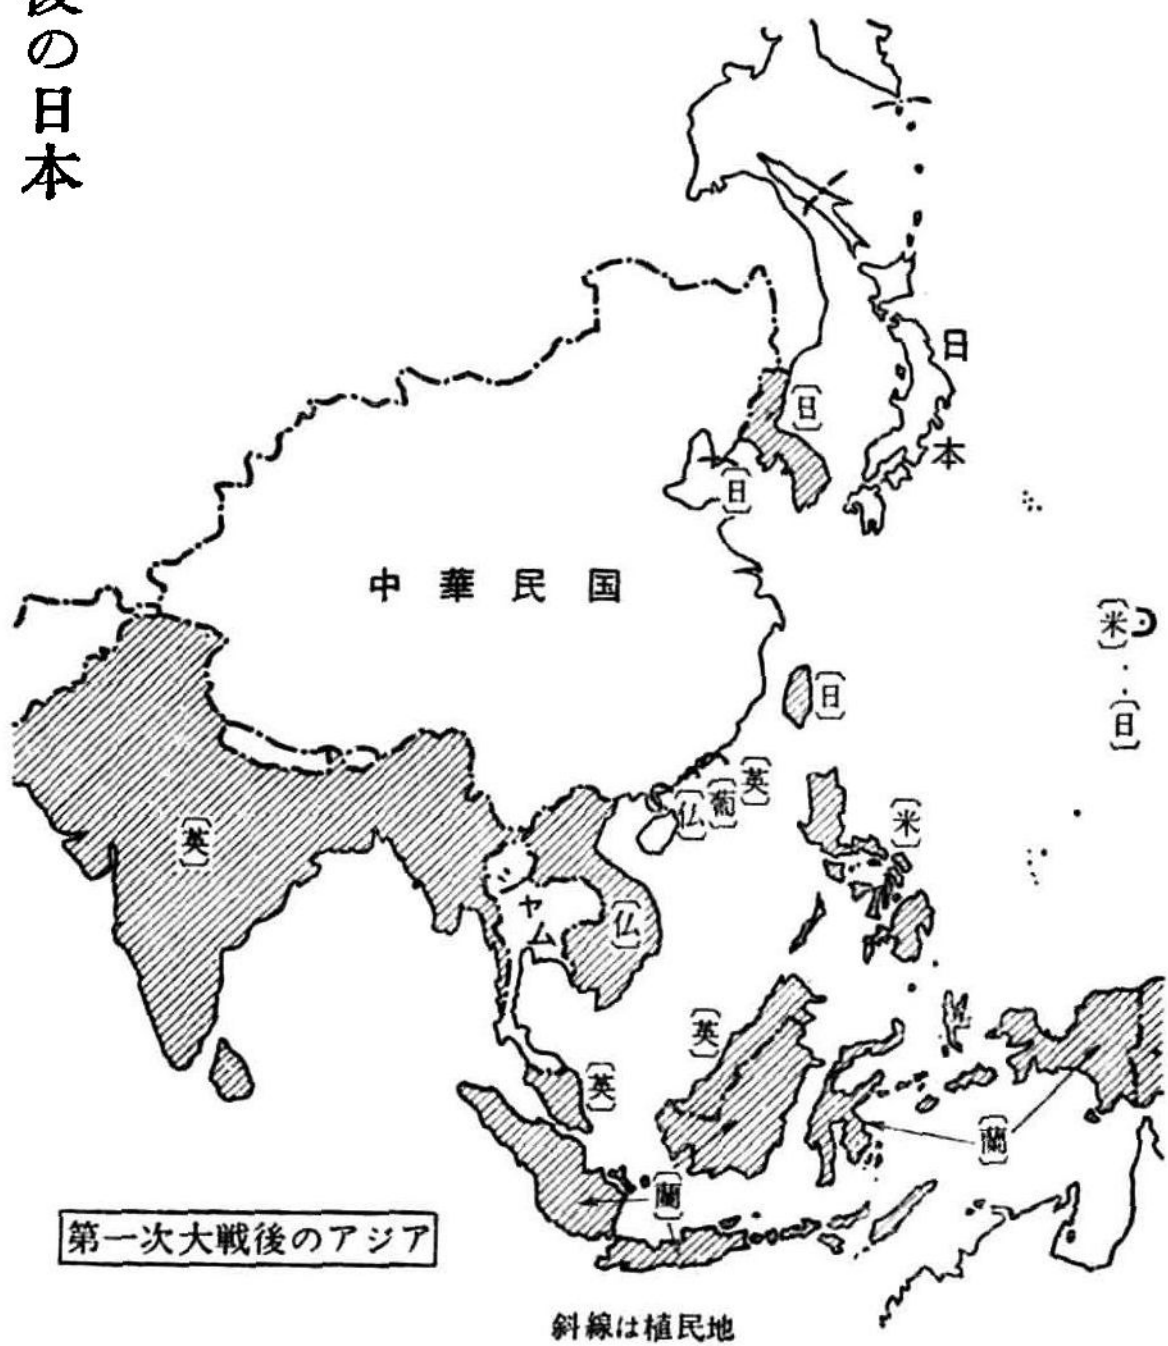 後の日本
日本
〔日〕
〔日〕
中華民国
〔米〕
〔日〕
〔日〕
〔英〕
〔葡〕
〔仏〕
〔米〕
〔英〕
シャム
〔仏〕
〔英〕
〔英〕
〔蘭〕
〔蘭〕
第一次大戦後のアジア
斜線は植民地